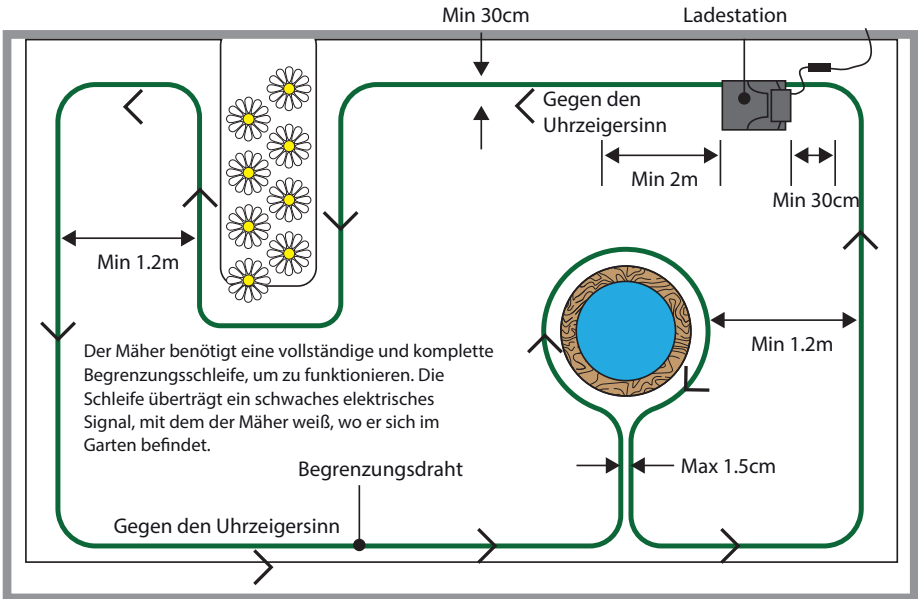 Min 30cm
Ladestation
Gegen den
Uhrzeigersinn
Min 2m
Min 30cm
Min 1.2m
Min 1.2m
Der Mäher benötigt eine vollständige und komplette
Begrenzungsschleife, um zu funktionieren. Die
Schleife überträgt ein schwaches elektrisches
Signal, mit dem der Mäher weiß, wo er sich im
Garten befindet.
Begrenzungsdraht
Max 1.5cm
Gegen den Uhrzeigersinn